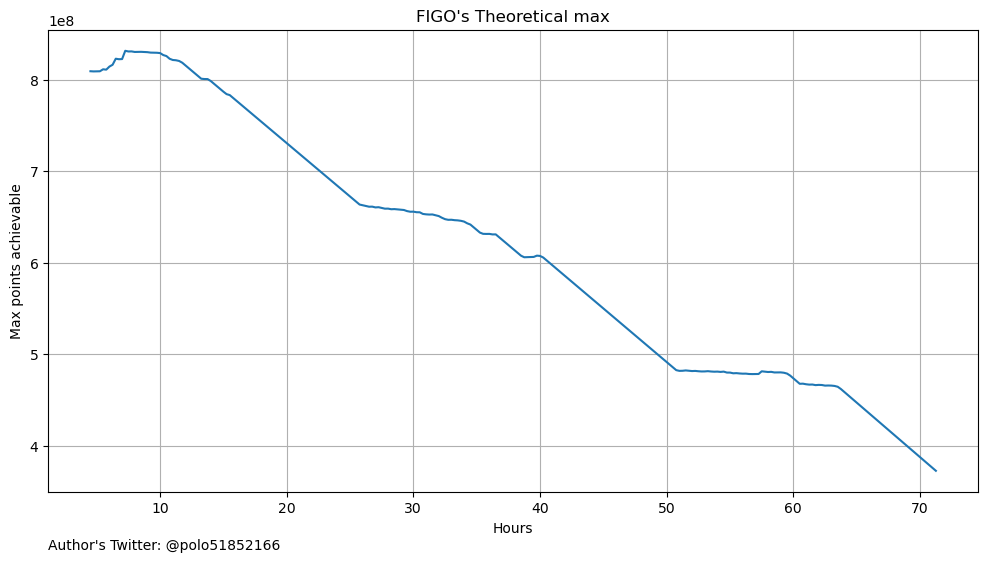 FIGO's Theoretical max
1e8
8
7
6
5
4
Max points achievable
10 20 30 40 50 60 70
Hours
Author's Twitter: @polo51852166